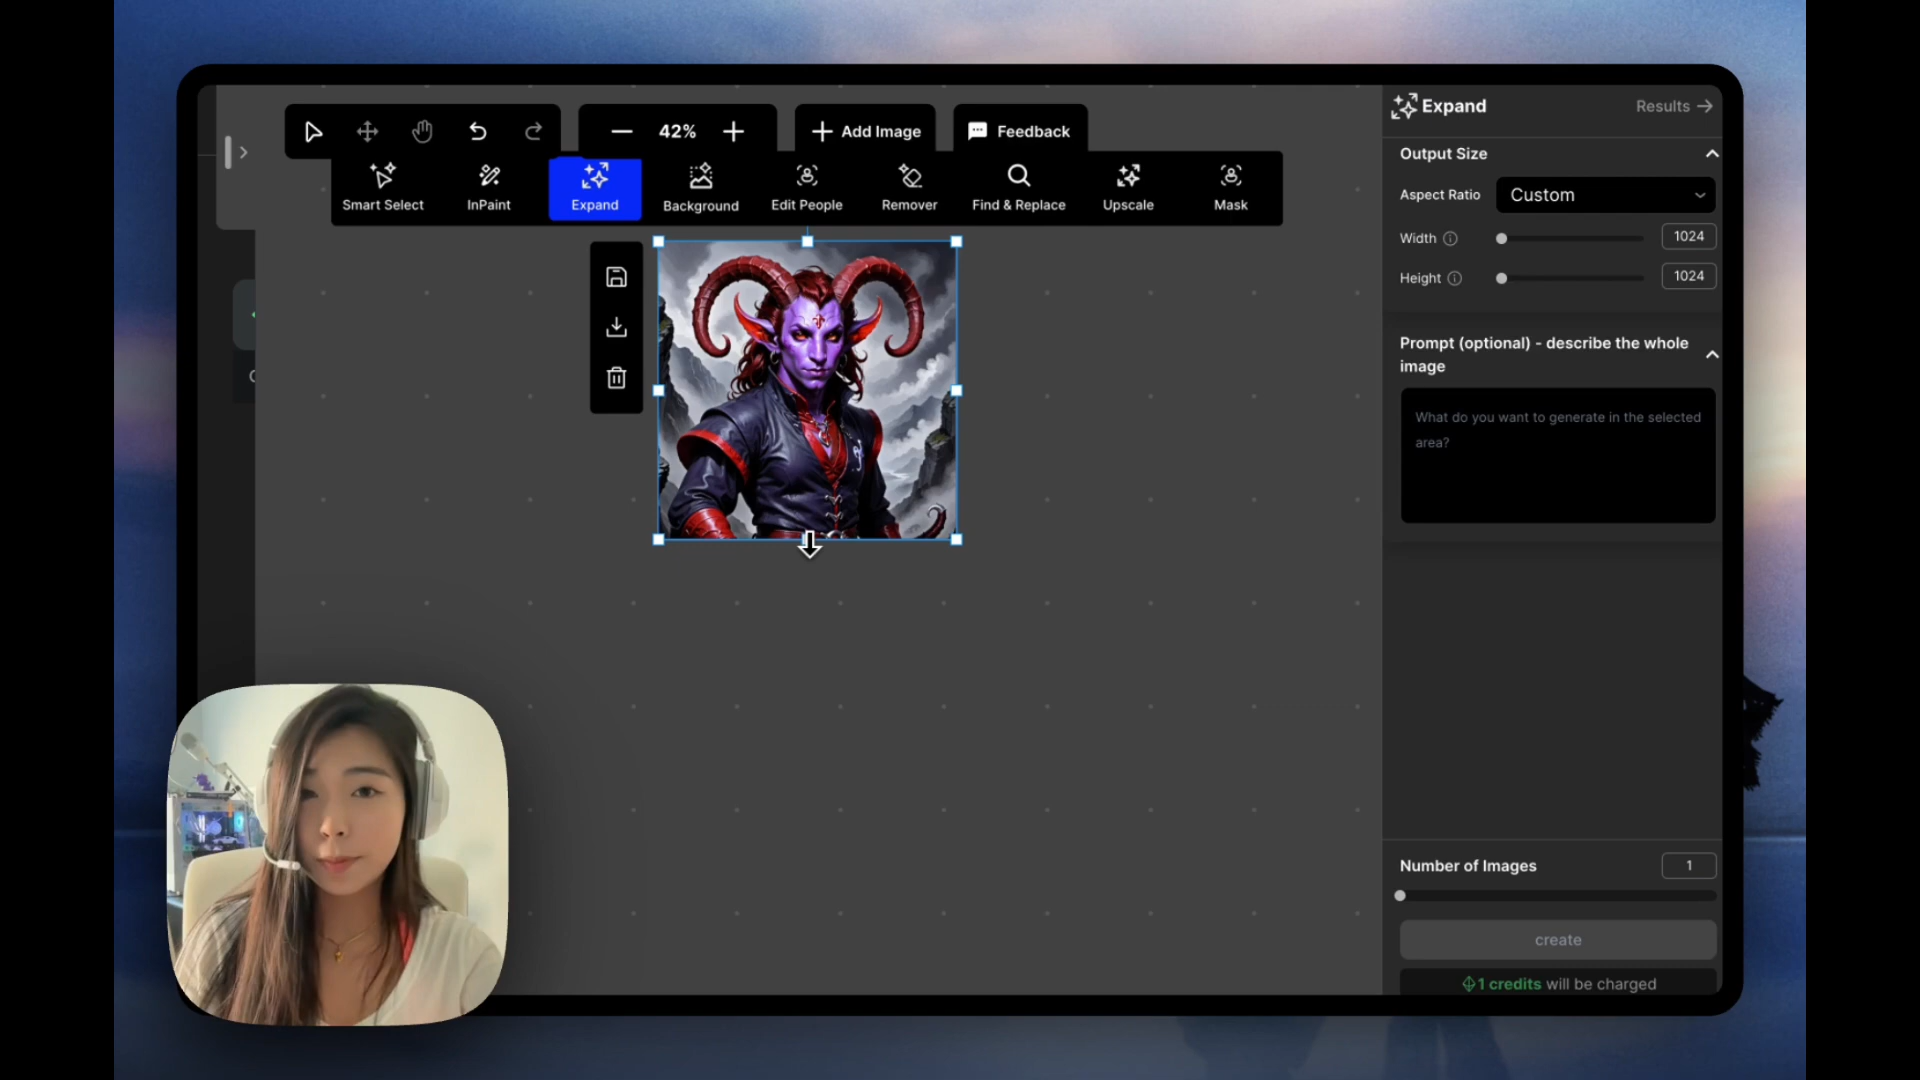 42%
Add Image
Feedback
Expand
Results
Smart Select
InPaint
Expand
Background
Edit People
Remover
Find & Replace
Upscale
Mask
Output Size
Aspect Ratio
Custom
Width
1024
Height
1024
Prompt (optional) - describe the whole
image
What do you want to generate in the selected
area?
Number of Images
1
create
1 credits will be charged